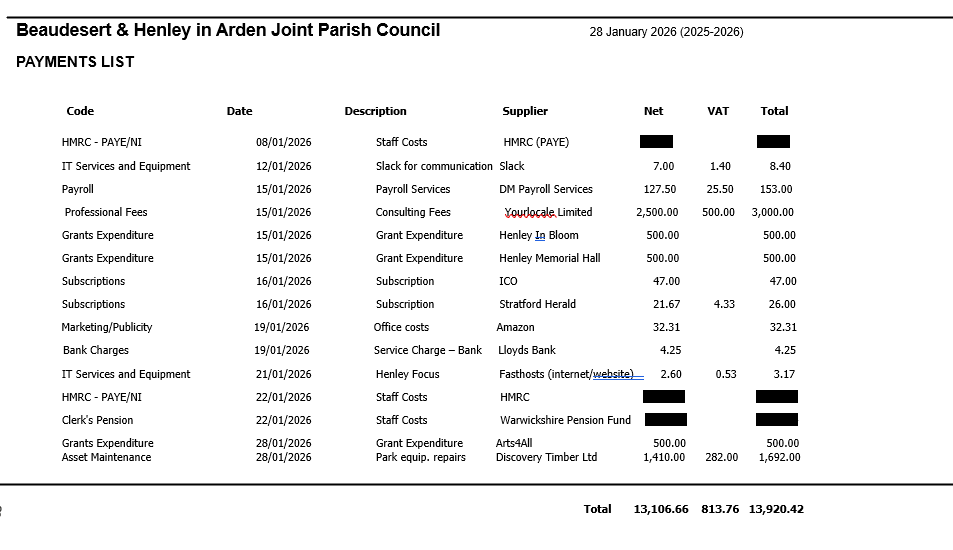 Beaudesert & Henley in Arden Joint Parish Council 28 January 2026 (2025-2026)
PAYMENTS LIST
Code Date Description Supplier Net VAT Total
HMRC - PAYE/NI 08/01/2026 Staff Costs HMRC (PAYE)
IT Services and Equipment 12/01/2026 Slack for communication Slack 7.00 1.40 8.40
Payroll 15/01/2026 Payroll Services DM Payroll Services 127.50 25.50 153.00
Professional Fees 15/01/2026 Consulting Fees Yourlocale Limited 2,500.00 500.00 3,000.00
Grants Expenditure 15/01/2026 Grant Expenditure Henley In Bloom 500.00 500.00
Grants Expenditure 15/01/2026 Grant Expenditure Henley Memorial Hall 500.00 500.00
Subscriptions 16/01/2026 Subscription ICO 47.00 47.00
Subscriptions 16/01/2026 Subscription Stratford Herald 21.67 4.33 26.00
Marketing/Publicity 19/01/2026 Office costs Amazon 32.31 32.31
Bank Charges 19/01/2026 Service Charge – Bank Lloyds Bank 4.25 4.25
IT Services and Equipment 21/01/2026 Henley Focus Fasthosts (internet/website) 2.60 0.53 3.17
HMRC - PAYE/NI 22/01/2026 Staff Costs HMRC
Clerk's Pension 22/01/2026 Staff Costs Warwickshire Pension Fund
Grants Expenditure 28/01/2026 Grant Expenditure Arts4All 500.00 500.00
Asset Maintenance 28/01/2026 Park equip. repairs Discovery Timber Ltd 1,410.00 282.00 1,692.00
Total 13,106.66 813.76 13,920.42